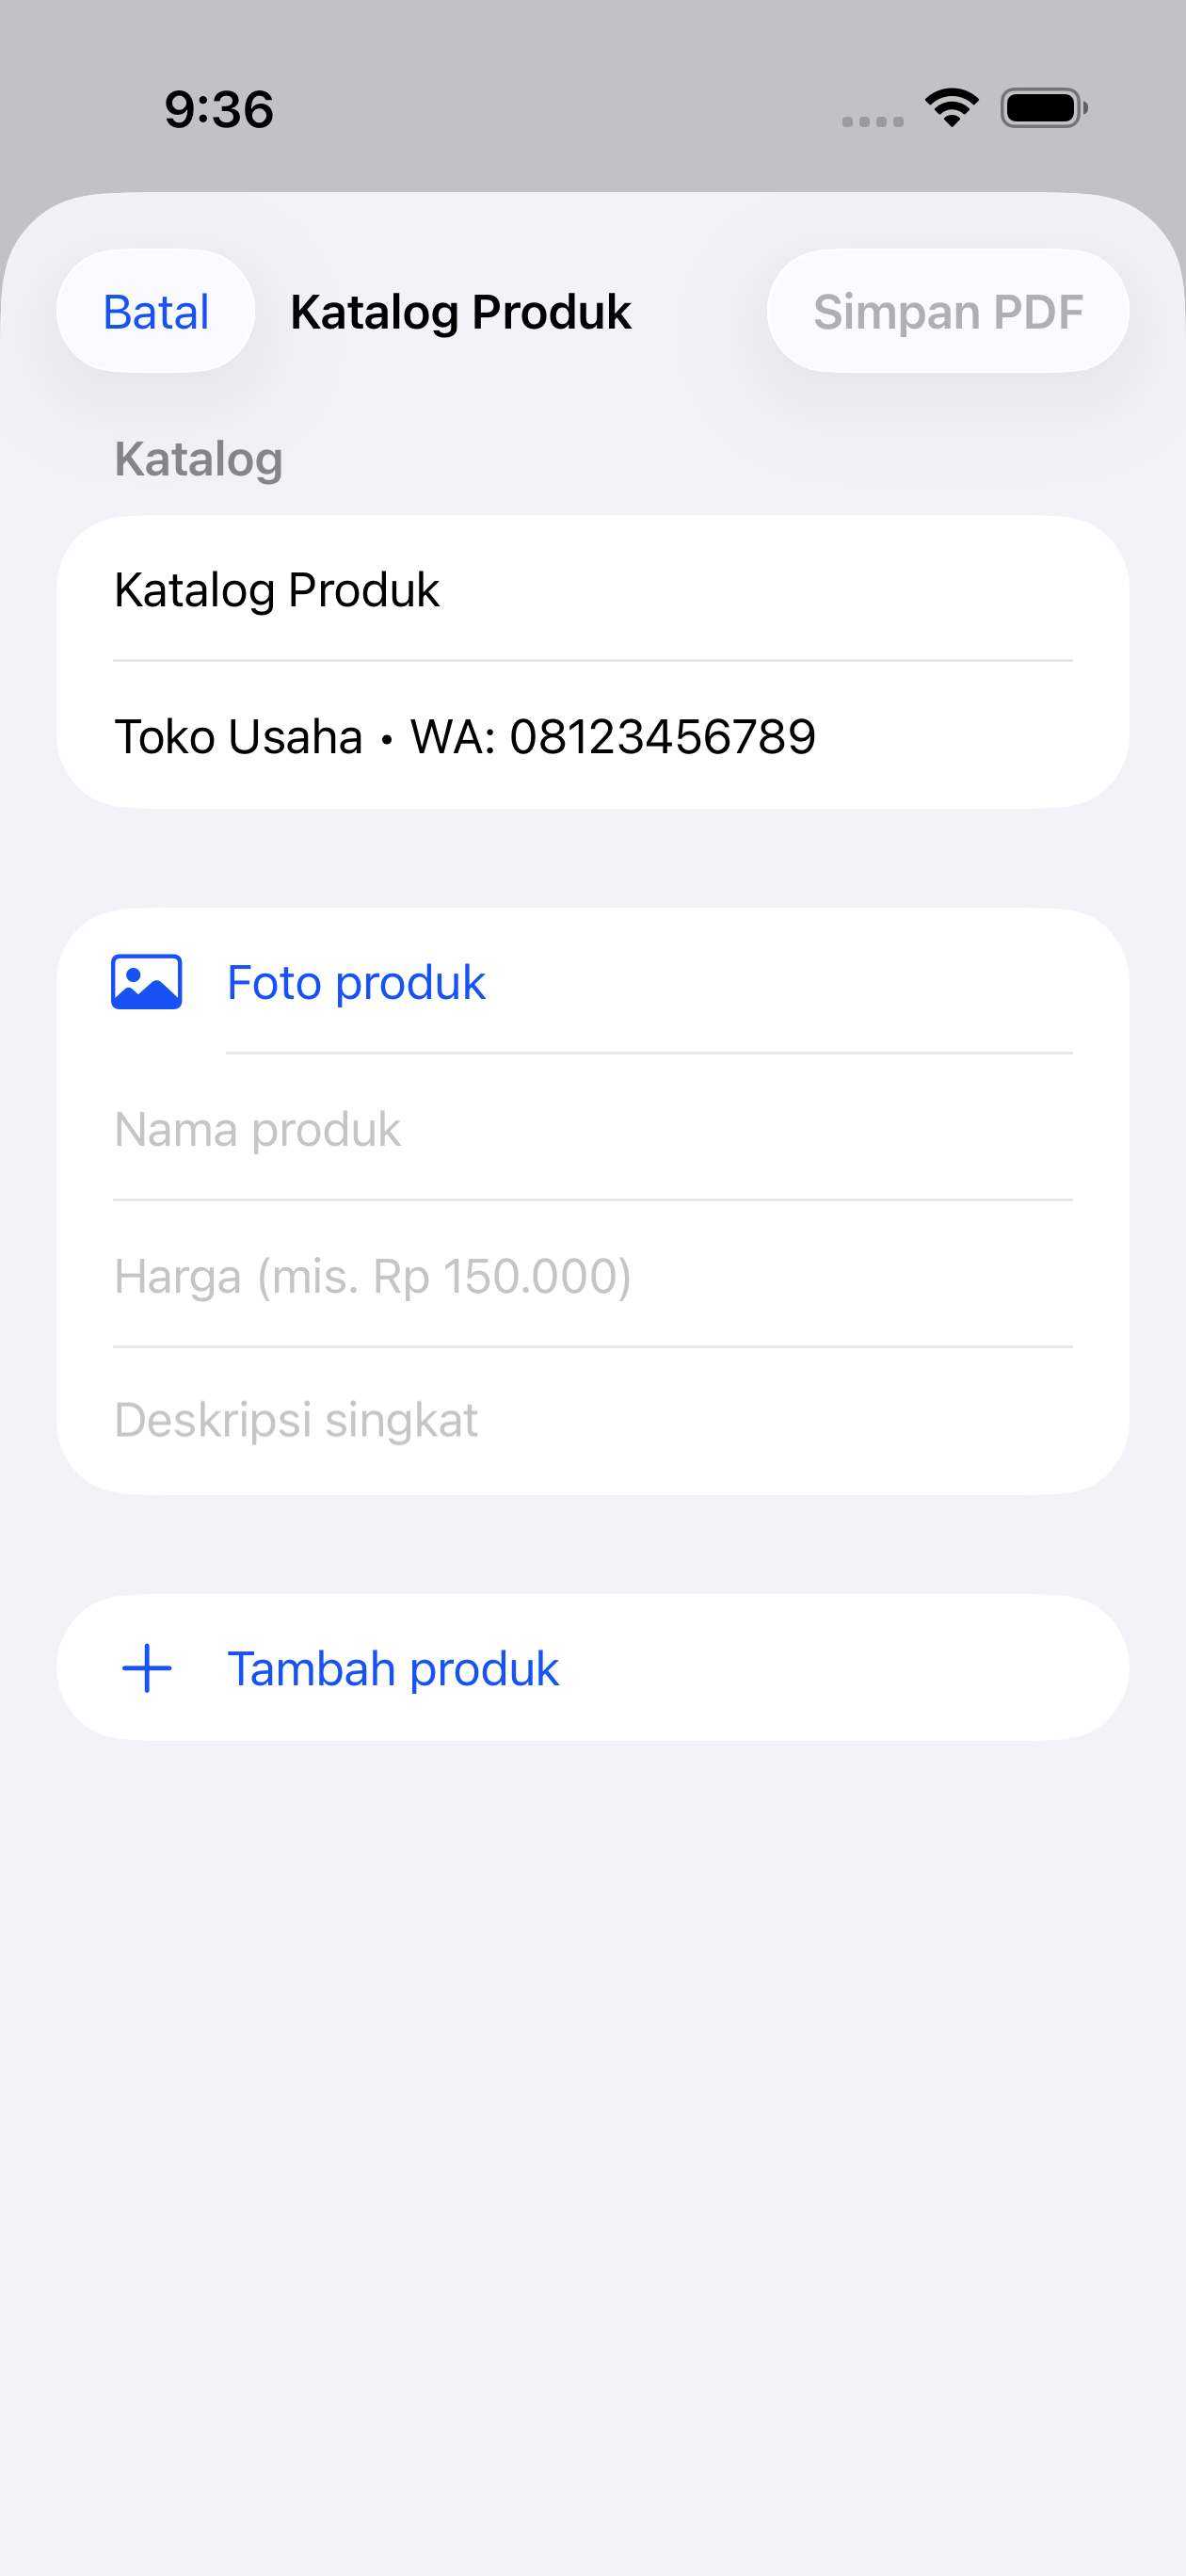 9:36
Batal
Katalog Produk
Simpan PDF
Katalog
Katalog Produk
Toko Usaha • WA: 08123456789
Foto produk
Nama produk
Harga (mis. Rp 150.000)
Deskripsi singkat
Tambah produk